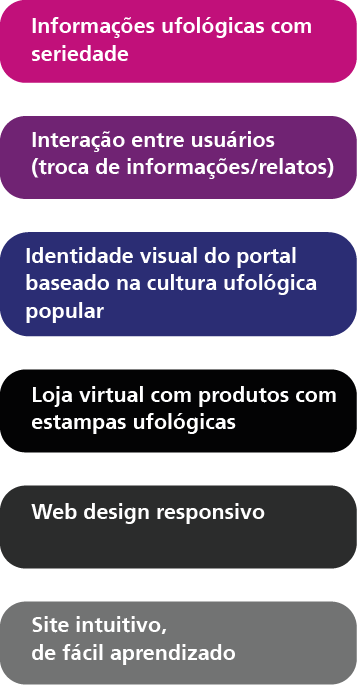 Informações ufológicas com
seriedade
Interação entre usuários
(troca de informações/relatos)
Identidade visual do portal
baseado na cultura ufológica
popular
Loja virtual com produtos com
estampas ufológicas
Web design responsivo
Site intuitivo,
de fácil aprendizado